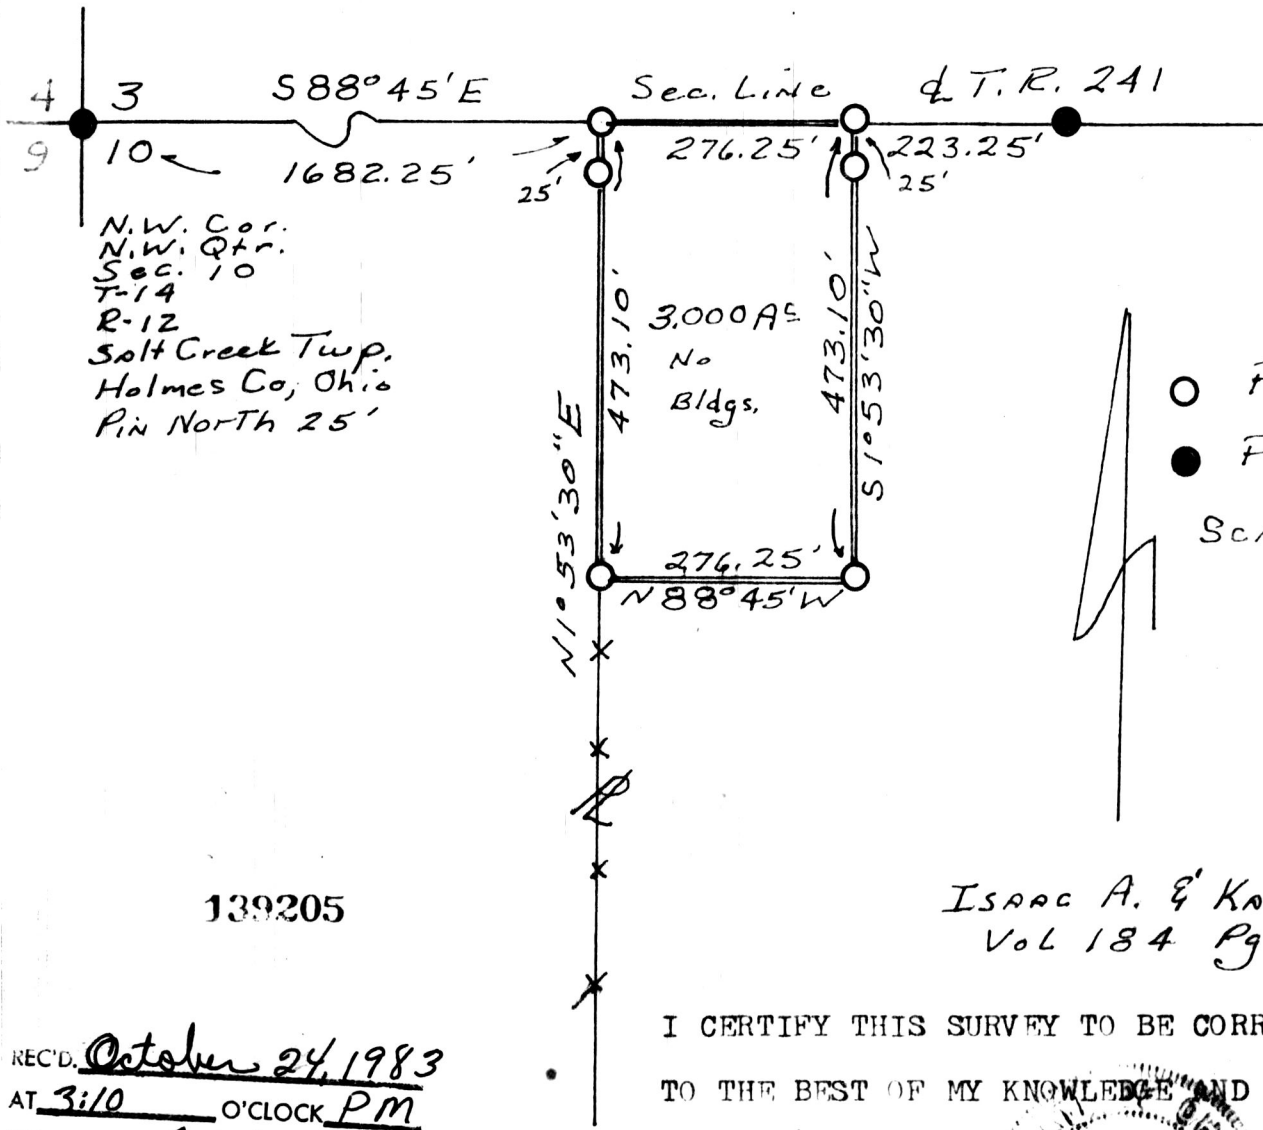 4 3
S 88° 45' E
Sec. Line
℄ T. R. 241
9 10
1682.25'
276.25'
223.25'
25'
25'
N.W. Cor.
N.W. Qtr.
Sec. 10
T-14
R-12
Salt Creek Twp.
Holmes Co, Ohio
Pin North 25'
N 1° 53' 30" E
473.10'
3.000 Ac
No
Bldgs.
473.10'
S 1° 53' 30" W
276.25'
N 88° 45' W
139205
Isaac A. &
Vol 184 Pg
I CERTIFY THIS SURVEY TO BE
TO THE BEST OF MY KNOWLEDGE AND
REC'D. October 24, 1983
AT 3:10 O'CLOCK PM